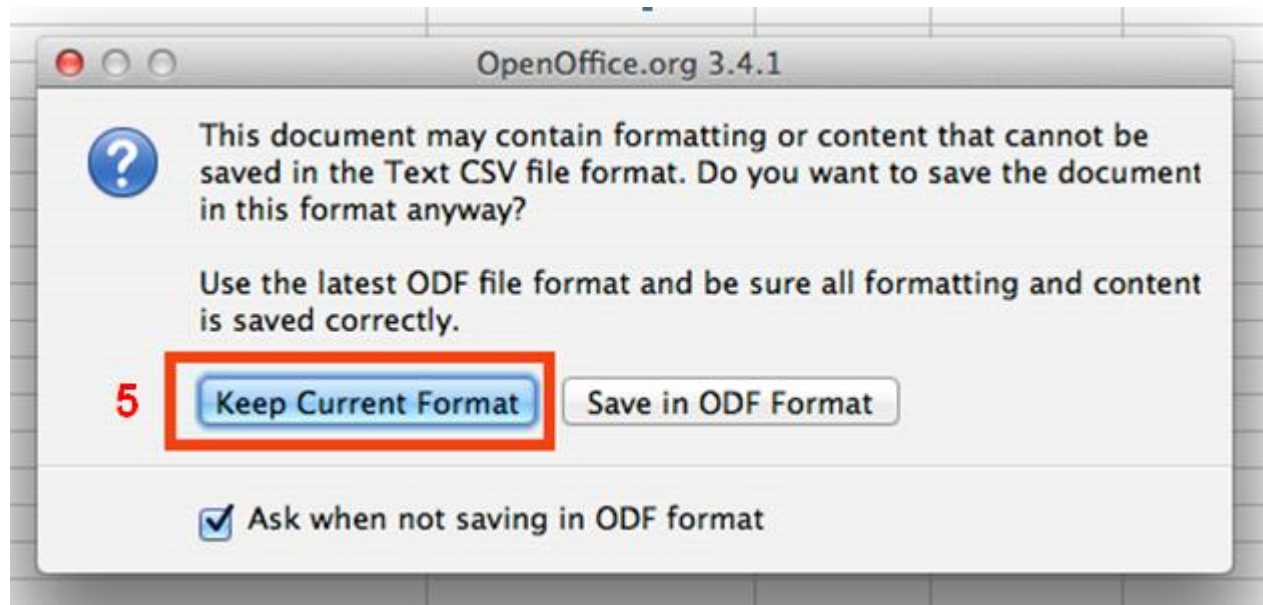 OpenOffice.org 3.4.1
This document may contain formatting or content that cannot be
saved in the Text CSV file format. Do you want to save the document
in this format anyway?
Use the latest ODF file format and be sure all formatting and content
is saved correctly.
5 Keep Current Format Save in ODF Format
Ask when not saving in ODF format